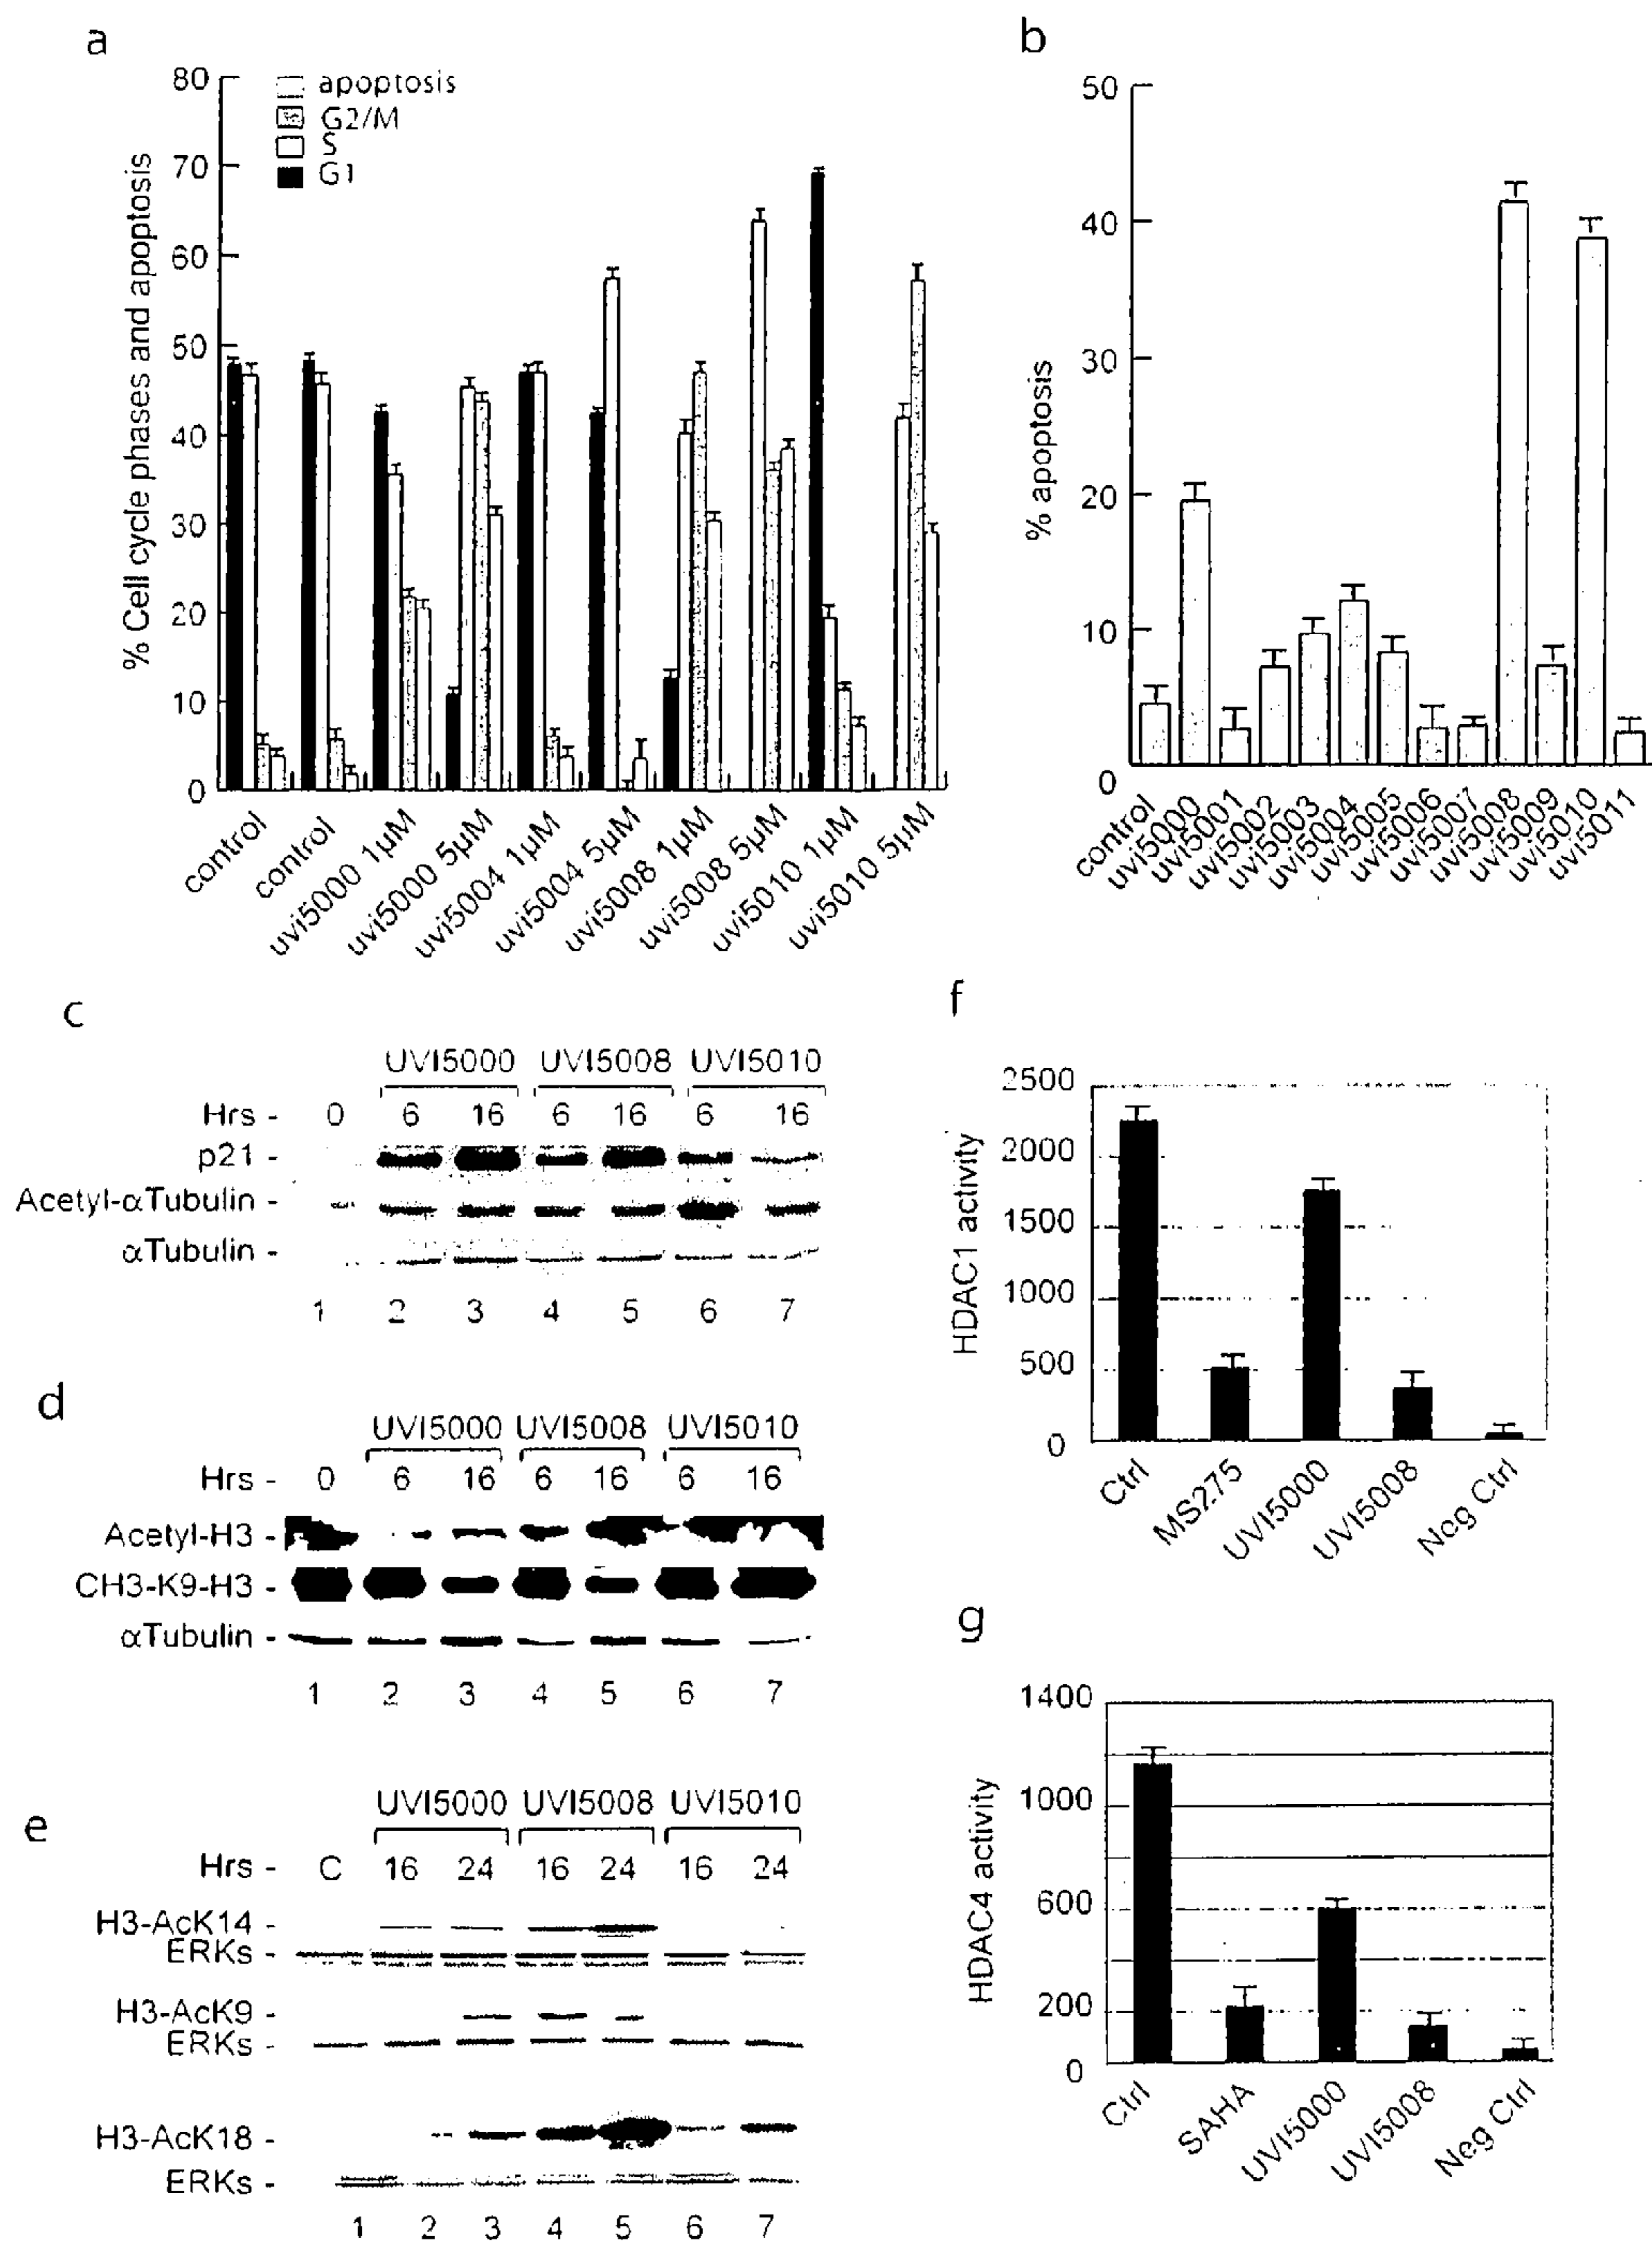 a
80
70
60
50
40
30
20
10
0
% Cell cycle phases and apoptosis
apoptosis
G2/M
S
G1
control
control
uvi5000 1µM
uvi5000 5µM
uvi5004 1µM
uvi5004 5µM
uvi5008 1µM
uvi5008 5µM
uvi5010 1µM
uvi5010 5µM
b
50
40
30
20
10
0
% apoptosis
control
uvi5000
uvi5001
uvi5002
uvi5003
uvi5004
uvi5005
uvi5006
uvi5007
uvi5008
uvi5009
uvi5010
uvi5011
c
UVI5000 UVI5008 UVI5010
Hrs - 0 6 16 6 16 6 16
p21 -
Acetyl-αTubulin -
αTubulin -
1 2 3 4 5 6 7
d
UVI5000 UVI5008 UVI5010
Hrs - 0 6 16 6 16 6 16
Acetyl-H3 -
CH3-K9-H3 -
αTubulin -
1 2 3 4 5 6 7
e
UVI5000 UVI5008 UVI5010
Hrs - C 16 24 16 24 16 24
H3-AcK14 -
ERKs -
H3-AcK9 -
ERKs -
H3-AcK18 -
ERKs -
1 2 3 4 5 6 7
f
2500
2000
1500
1000
500
0
HDAC1 activity
Ctrl
MS275
UVI5000
UVI5008
Neg Ctrl
g
1400
1000
600
200
0
HDAC4 activity
Ctrl
SAHA
UVI5000
UVI5008
Neg Ctrl